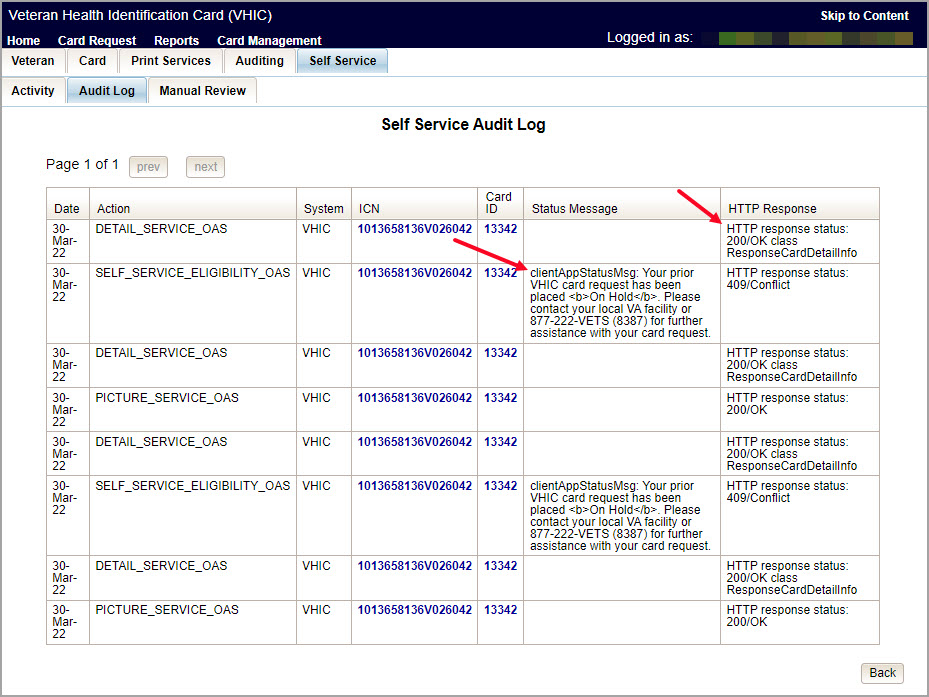 Veteran Health Identification Card (VHIC)
Skip to Content
Home Card Request Reports Card Management
Logged in as:
Veteran Card Print Services Auditing Self Service
Activity Audit Log Manual Review
Self Service Audit Log
Page 1 of 1 prev next
Date Action System ICN Card ID Status Message HTTP Response
30-
Mar-
22
DETAIL_SERVICE_OAS
VHIC
1013658136V026042
13342
HTTP response status:
200/OK class
ResponseCardDetailInfo
30-
Mar-
22
SELF_SERVICE_ELIGIBILITY_OAS
VHIC
1013658136V026042
13342
clientAppStatusMsg: Your prior
VHIC card request has been
placed <b>On Hold</b>. Please
contact your local VA facility or
877-222-VETS (8387) for further
assistance with your card request.
HTTP response status:
409/Conflict
30-
Mar-
22
DETAIL_SERVICE_OAS
VHIC
1013658136V026042
13342
HTTP response status:
200/OK class
ResponseCardDetailInfo
30-
Mar-
22
PICTURE_SERVICE_OAS
VHIC
1013658136V026042
13342
HTTP response status:
200/OK
30-
Mar-
22
DETAIL_SERVICE_OAS
VHIC
1013658136V026042
13342
HTTP response status:
200/OK class
ResponseCardDetailInfo
30-
Mar-
22
SELF_SERVICE_ELIGIBILITY_OAS
VHIC
1013658136V026042
13342
clientAppStatusMsg: Your prior
VHIC card request has been
placed <b>On Hold</b>. Please
contact your local VA facility or
877-222-VETS (8387) for further
assistance with your card request.
HTTP response status:
409/Conflict
30-
Mar-
22
DETAIL_SERVICE_OAS
VHIC
1013658136V026042
13342
HTTP response status:
200/OK class
ResponseCardDetailInfo
30-
Mar-
22
PICTURE_SERVICE_OAS
VHIC
1013658136V026042
13342
HTTP response status:
200/OK
Back